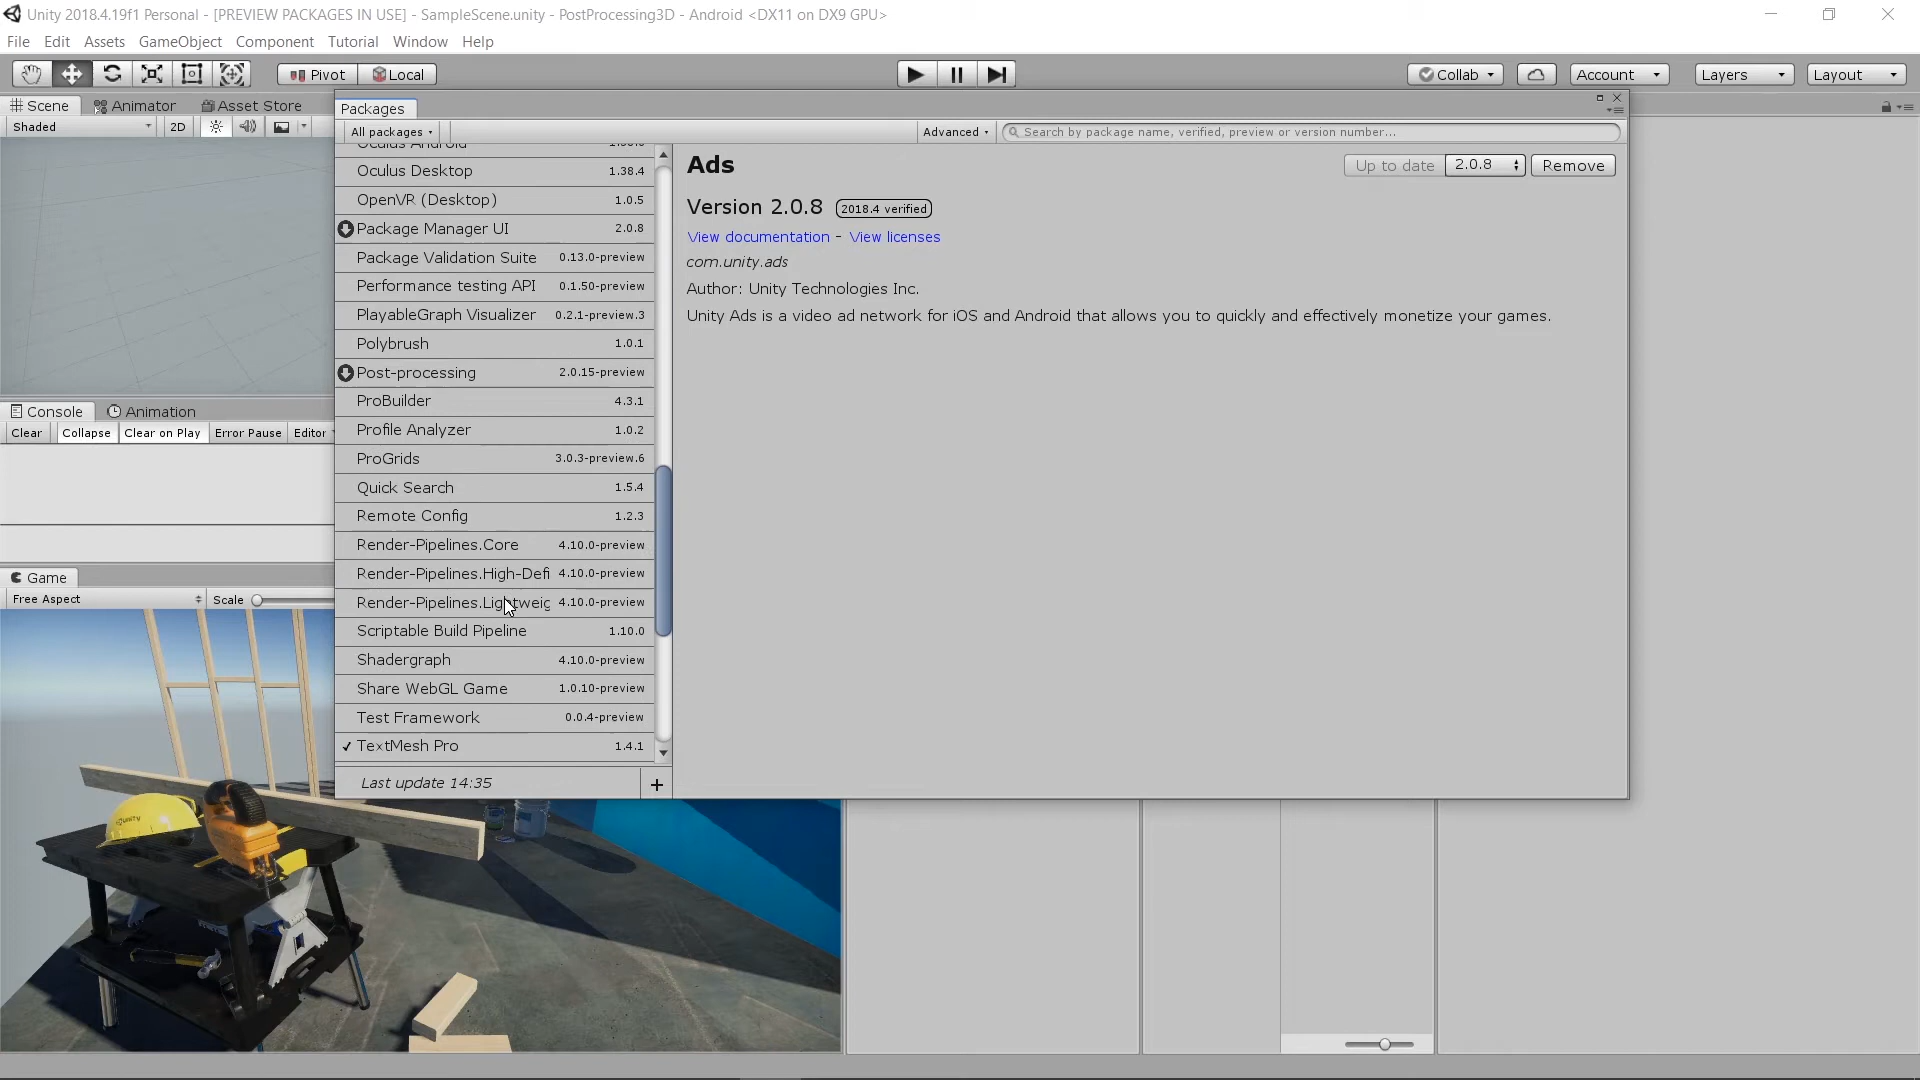 Unity 2018.4.19f1 Personal - [PREVIEW PACKAGES IN USE] - SampleScene.unity - PostProcessing3D - Android <DX11 on DX9 GPU>
File Edit Assets GameObject Component Tutorial Window Help
Pivot Local Collab Account Layers Layout
Scene Animator Asset Store
Packages
Shaded 2D
All packages Advanced Search by package name, verified, preview or version number...
Oculus Desktop 1.38.4
OpenVR (Desktop) 1.0.5
Package Manager UI 2.0.8
Package Validation Suite 0.13.0-preview
Performance testing API 0.1.50-preview
PlayableGraph Visualizer 0.2.1-preview.3
Polybrush 1.0.1
Post-processing 2.0.15-preview
ProBuilder 4.3.1
Profile Analyzer 1.0.2
ProGrids 3.0.3-preview.6
Quick Search 1.5.4
Remote Config 1.2.3
Render-Pipelines.Core 4.10.0-preview
Render-Pipelines.High-Defi 4.10.0-preview
Render-Pipelines.Lightweig 4.10.0-preview
Scriptable Build Pipeline 1.10.0
Shadergraph 4.10.0-preview
Share WebGL Game 1.0.10-preview
Test Framework 0.0.4-preview
TextMesh Pro 1.4.1
Last update 14:35 +
Ads Up to date 2.0.8 Remove
Version 2.0.8 2018.4 verified
View documentation - View licenses
com.unity.ads
Author: Unity Technologies Inc.
Unity Ads is a video ad network for iOS and Android that allows you to quickly and effectively monetize your games.
Console Animation
Clear Collapse Clear on Play Error Pause Editor
Game
Free Aspect Scale